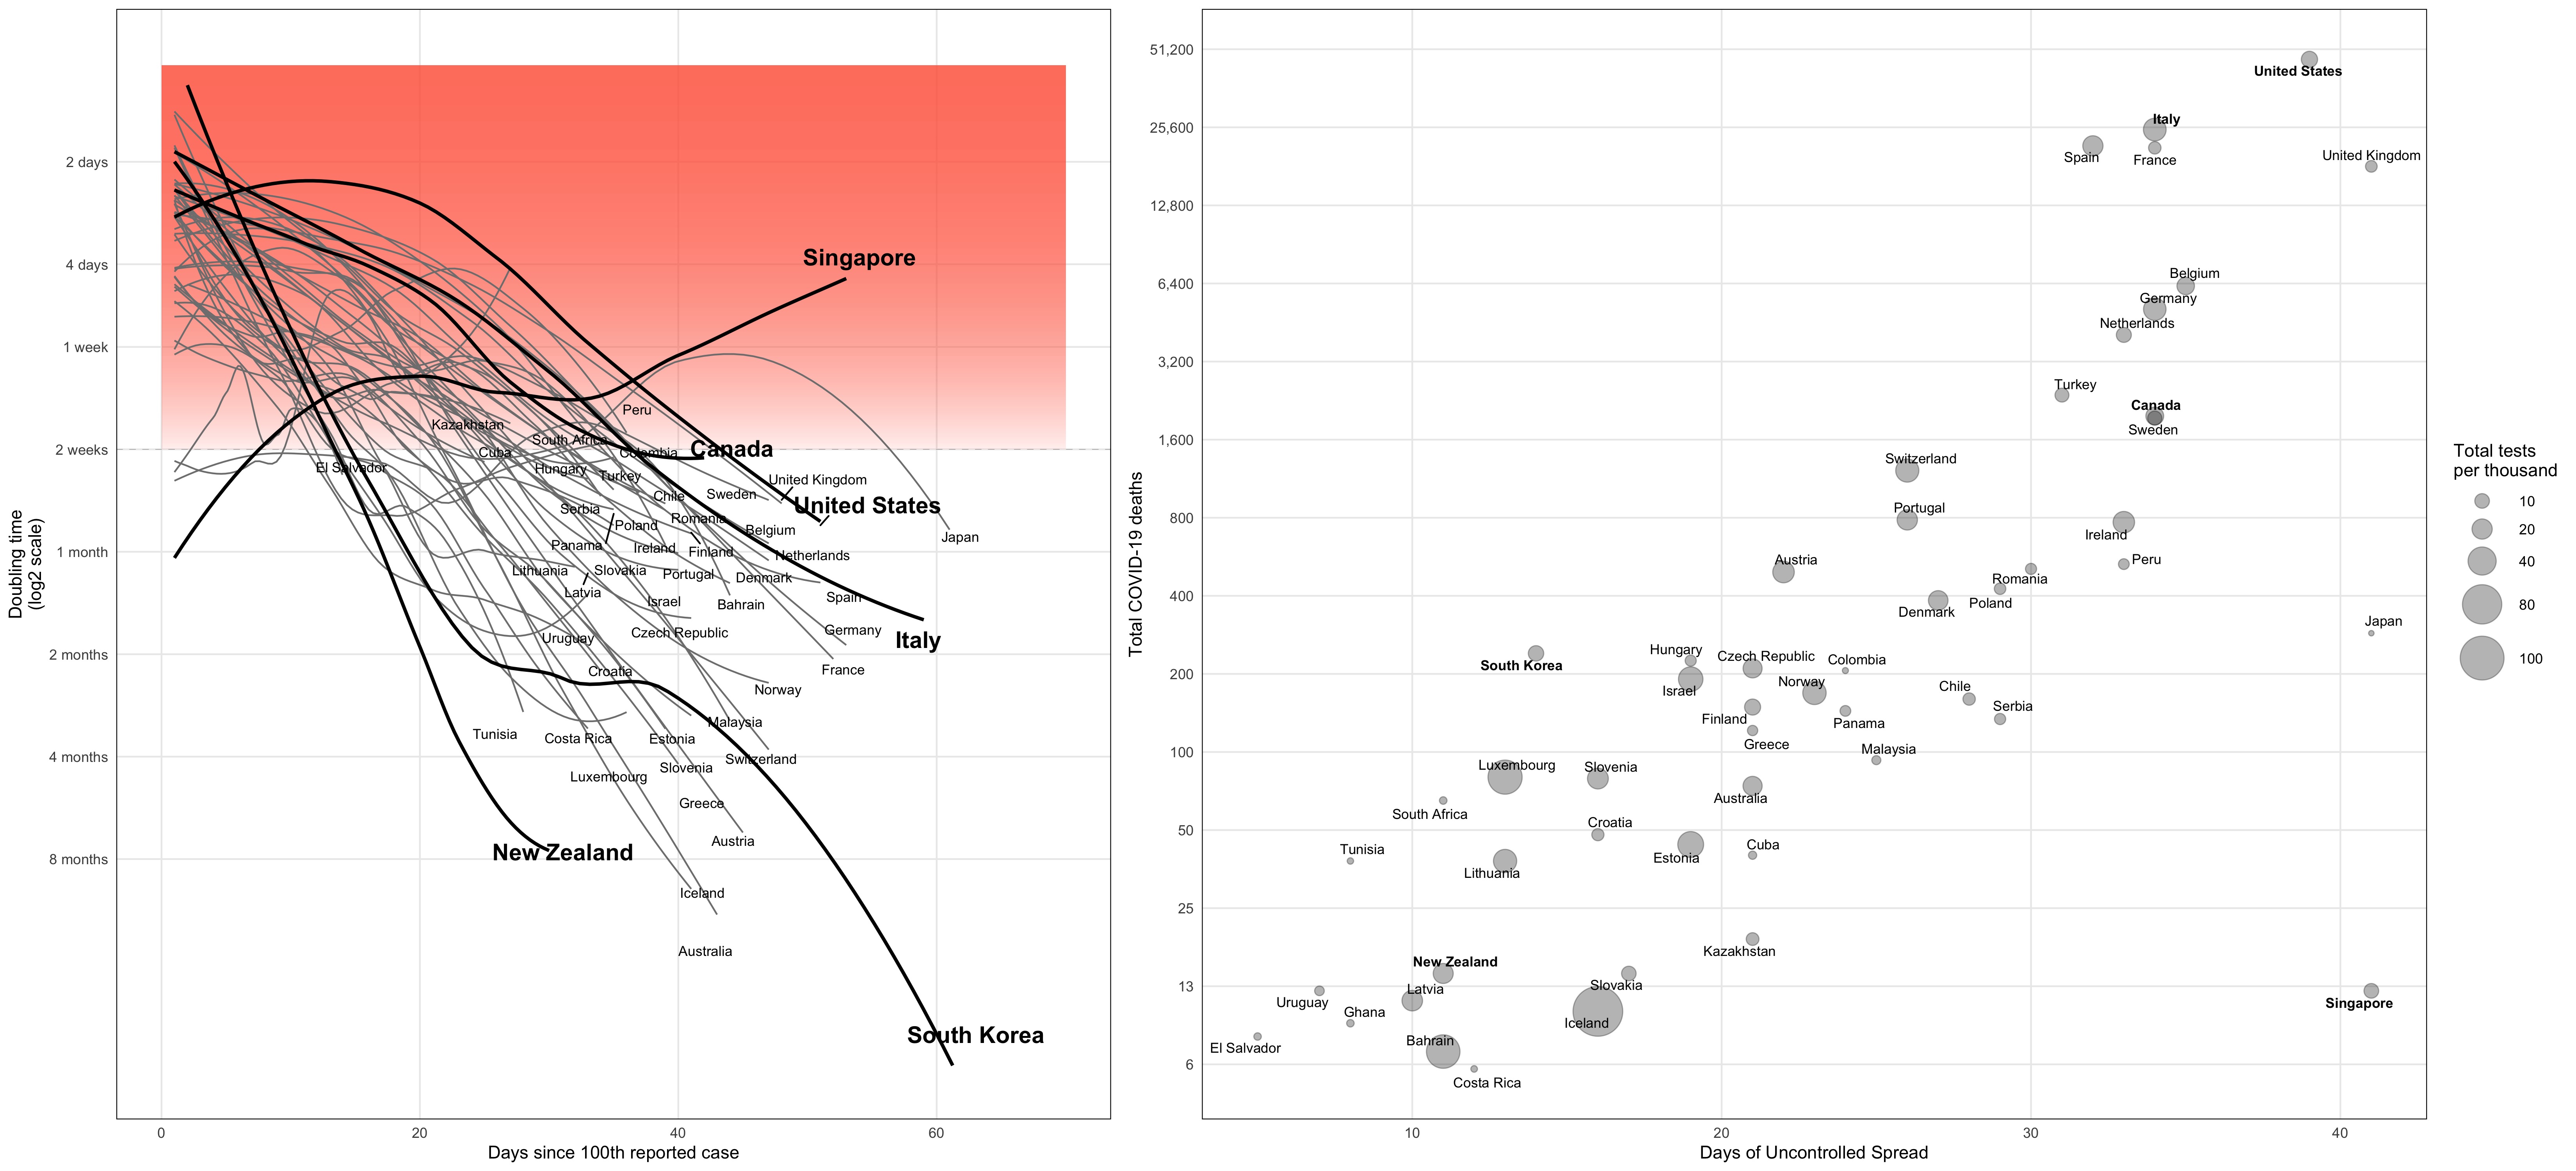 2 days
4 days
1 week
2 weeks
1 month
2 months
4 months
8 months
Doubling time
(log2 scale)
0
20
40
60
Days since 100th reported case
Singapore
Peru
Kazakhstan
South Africa
Canada
Cuba
Colombia
El Salvador
Hungary
Turkey
United Kingdom
Chile
Sweden
United States
Serbia
Romania
Poland
Belgium
Japan
Panama
Ireland
Finland
Netherlands
Lithuania
Slovakia
Portugal
Denmark
Latvia
Israel
Bahrain
Spain
Uruguay
Czech Republic
Germany
Italy
Croatia
France
Norway
Tunisia
Costa Rica
Estonia
Malaysia
Luxembourg
Slovenia
Switzerland
Greece
Austria
New Zealand
Iceland
Australia
South Korea
51,200
25,600
12,800
6,400
3,200
1,600
800
400
200
100
50
25
13
6
Total COVID-19 deaths
10
20
30
40
Days of Uncontrolled Spread
United States
Italy
Spain
France
United Kingdom
Belgium
Germany
Netherlands
Turkey
Canada
Sweden
Switzerland
Portugal
Ireland
Austria
Peru
Romania
Poland
Denmark
Japan
Hungary
South Korea
Czech Republic
Colombia
Israel
Norway
Chile
Serbia
Finland
Panama
Greece
Malaysia
Luxembourg
Slovenia
Australia
South Africa
Croatia
Tunisia
Cuba
Estonia
Lithuania
Kazakhstan
New Zealand
Latvia
Slovakia
Uruguay
Ghana
Iceland
Singapore
Bahrain
El Salvador
Costa Rica
Total tests
per thousand
10
20
40
80
100